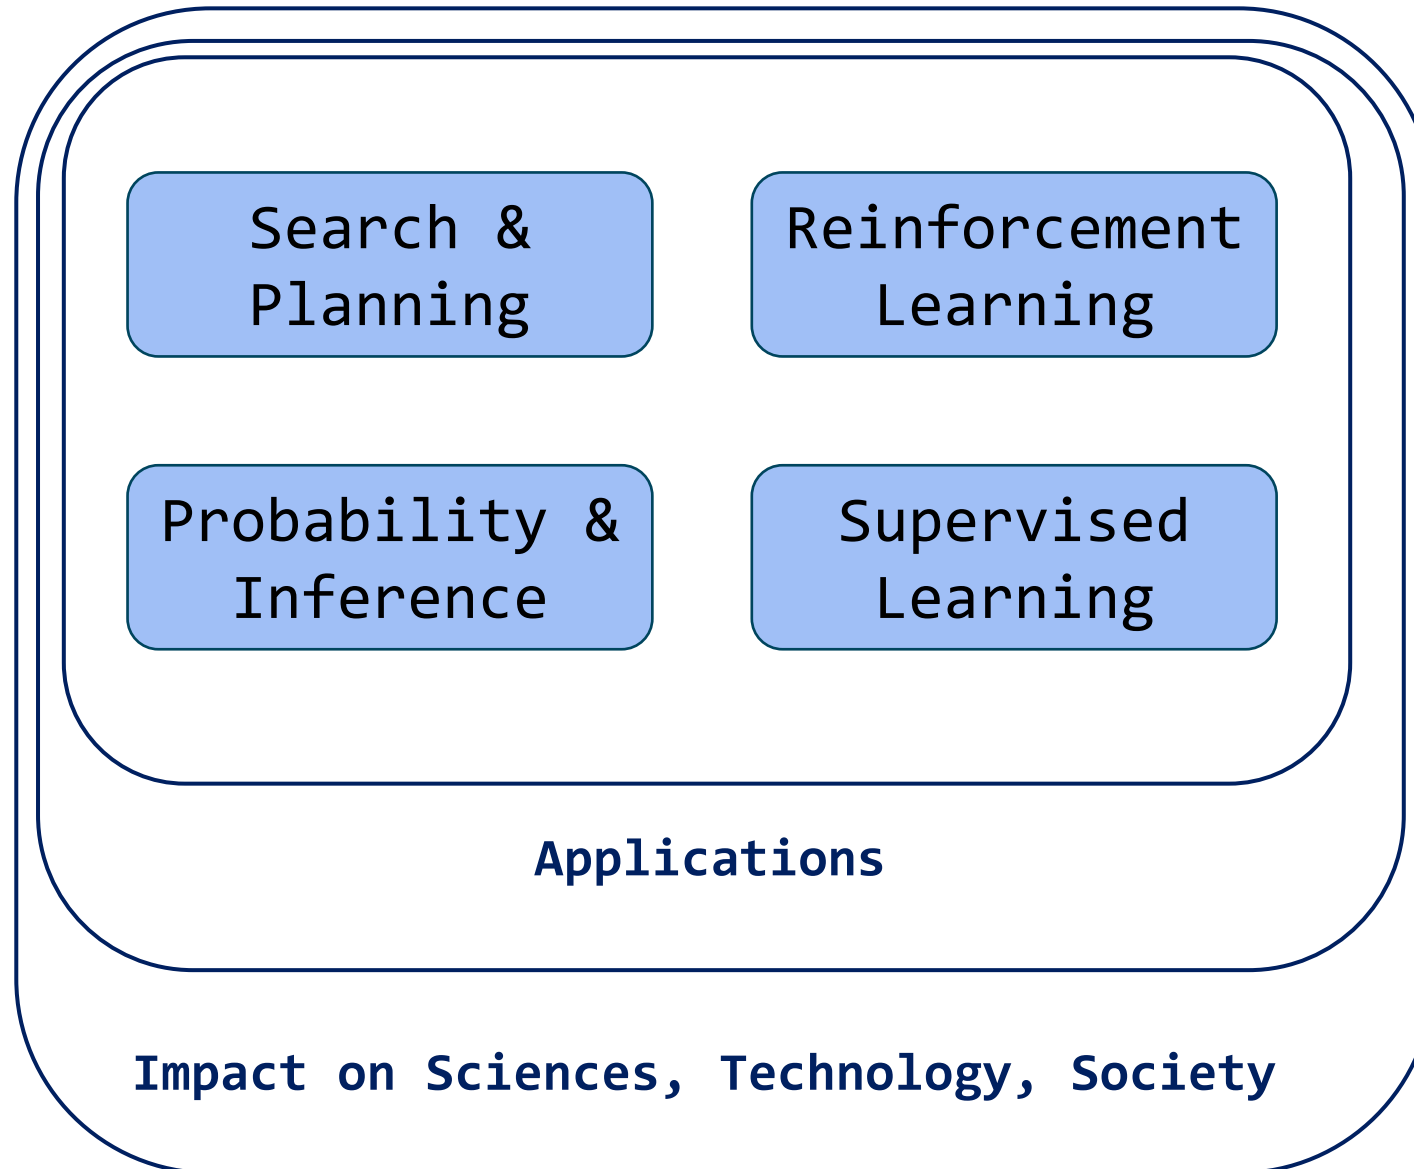 Search &
Planning
Reinforcement
Learning
Probability &
Inference
Supervised
Learning
Applications
Impact on Sciences, Technology, Society